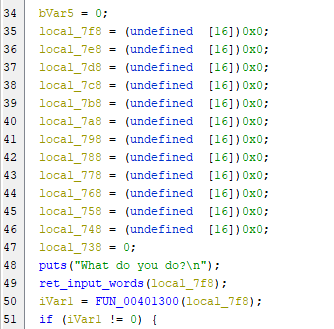 34 bVar5 = 0;
35 local_7f8 = (undefined  [16])0x0;
36 local_7e8 = (undefined  [16])0x0;
37 local_7d8 = (undefined  [16])0x0;
38 local_7c8 = (undefined  [16])0x0;
39 local_7b8 = (undefined  [16])0x0;
40 local_7a8 = (undefined  [16])0x0;
41 local_798 = (undefined  [16])0x0;
42 local_788 = (undefined  [16])0x0;
43 local_778 = (undefined  [16])0x0;
44 local_768 = (undefined  [16])0x0;
45 local_758 = (undefined  [16])0x0;
46 local_748 = (undefined  [16])0x0;
47 local_738 = 0;
48 puts("What do you do?\n");
49 ret_input_words(local_7f8);
50 iVar1 = FUN_00401300(local_7f8);
51 if (iVar1 != 0) {